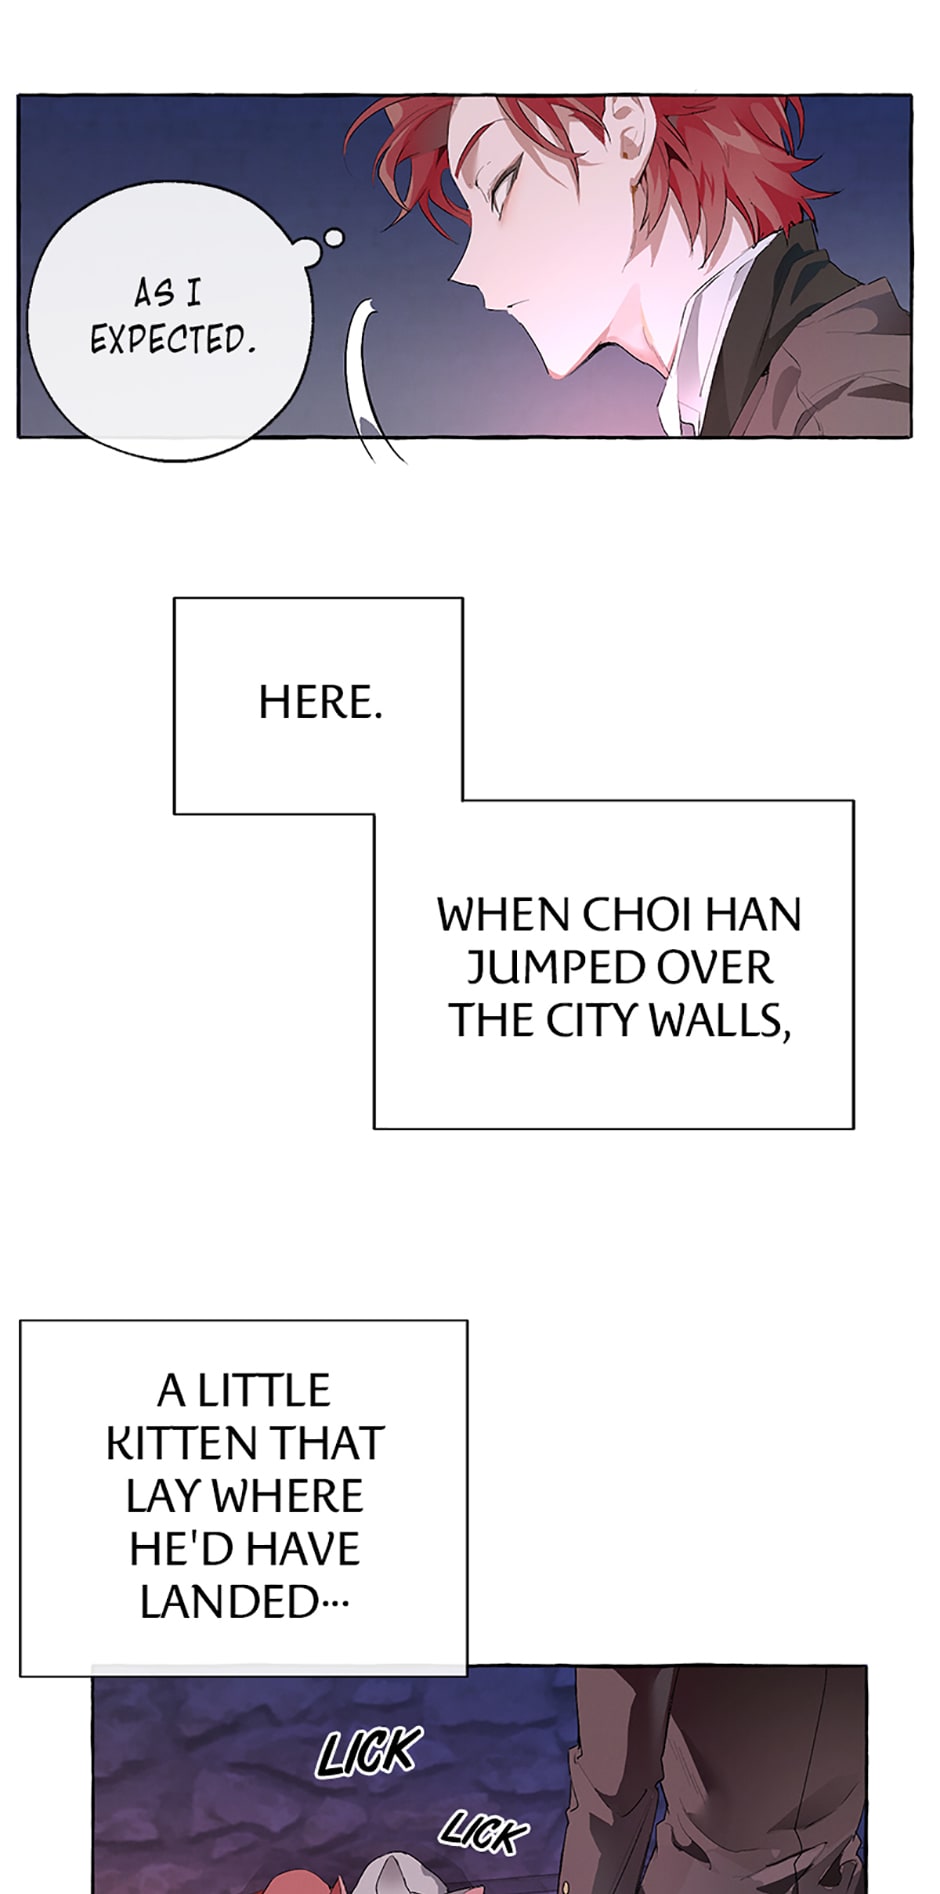 AS I
EXPECTED.
HERE.
WHEN CHOI HAN
JUMPED OVER
THE CITY WALLS,
A LITTLE
KITTEN THAT
LAY WHERE
HE'D HAVE
LANDED···
LICK
LICK